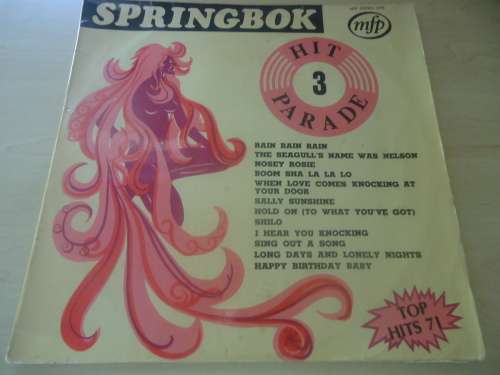 SPRINGBOK
mfp
HIT
3
PARADE
RAIN RAIN RAIN
THE SEAGULL'S NAME WAS NELSON
NOSEY ROSIE
BOOM SHA LA LA LO
WHEN LOVE COMES KNOCKING AT
YOUR DOOR
SALLY SUNSHINE
HOLD ON (TO WHAT YOU'VE GOT)
SHILO
I HEAR YOU KNOCKING
SING OUT A SONG
LONG DAYS AND LONELY NIGHTS
HAPPY BIRTHDAY BABY
TOP
HITS 71